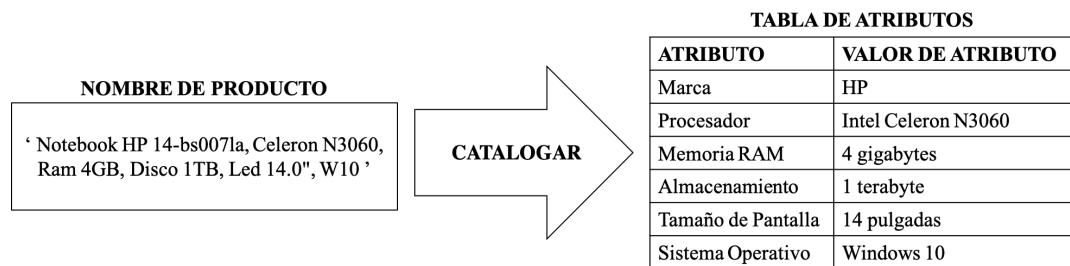 NOMBRE DE PRODUCTO
‘ Notebook HP 14-bs007la, Celeron N3060,
Ram 4GB, Disco 1TB, Led 14.0", W10 ’
CATALOGAR
TABLA DE ATRIBUTOS
ATRIBUTO VALOR DE ATRIBUTO
Marca HP
Procesador Intel Celeron N3060
Memoria RAM 4 gigabytes
Almacenamiento 1 terabyte
Tamaño de Pantalla 14 pulgadas
Sistema Operativo Windows 10